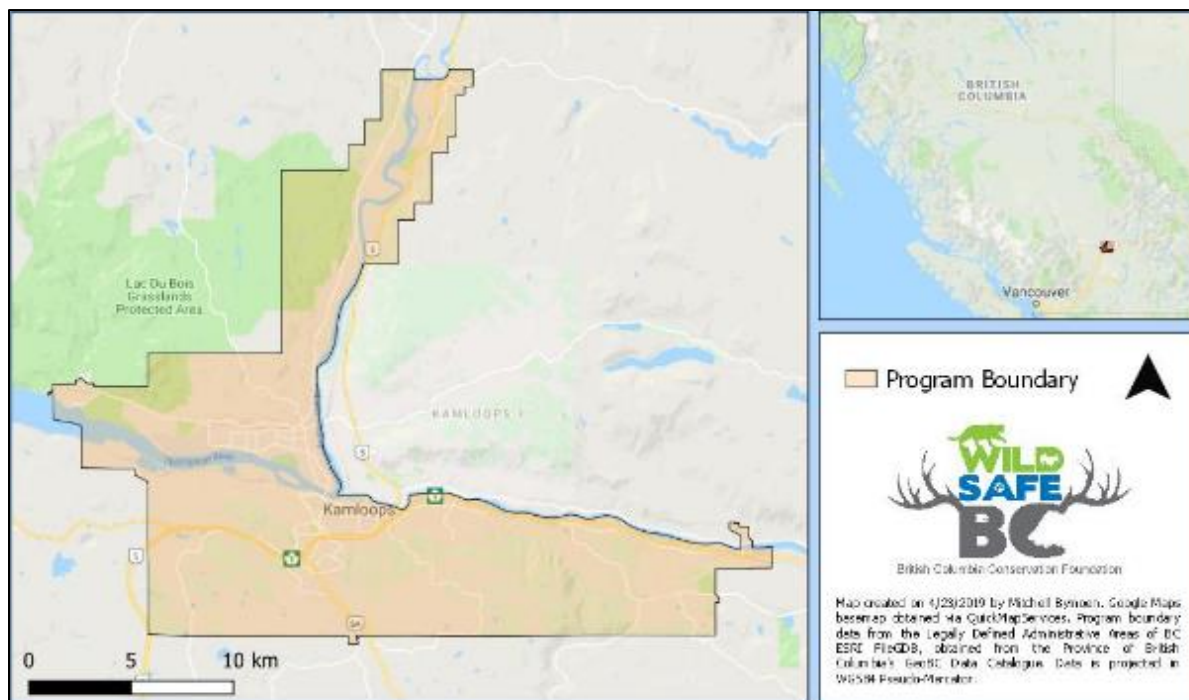 Lac Du Bois
Grasslands
Protected Area
5
KAMLOOPS 1
5
1
Kamloops
5
1
5A
0 5 10 km
BRITISH
COLUMBIA
Vancouver
Program Boundary
WILD
SAFE
BC
British Columbia Conservation Foundation
Map created on 4/23/2019 by Mitchell Bymoen. Google Maps
basemap obtained via QuickMapServices. Program boundary
data from the Legally Defined Administrative Areas of BC
ESRI FileGDB, obtained from the Province of British
Columbia's GeoBC Data Catalogue. Data is projected in
WGS84 Pseudo-Mercator.